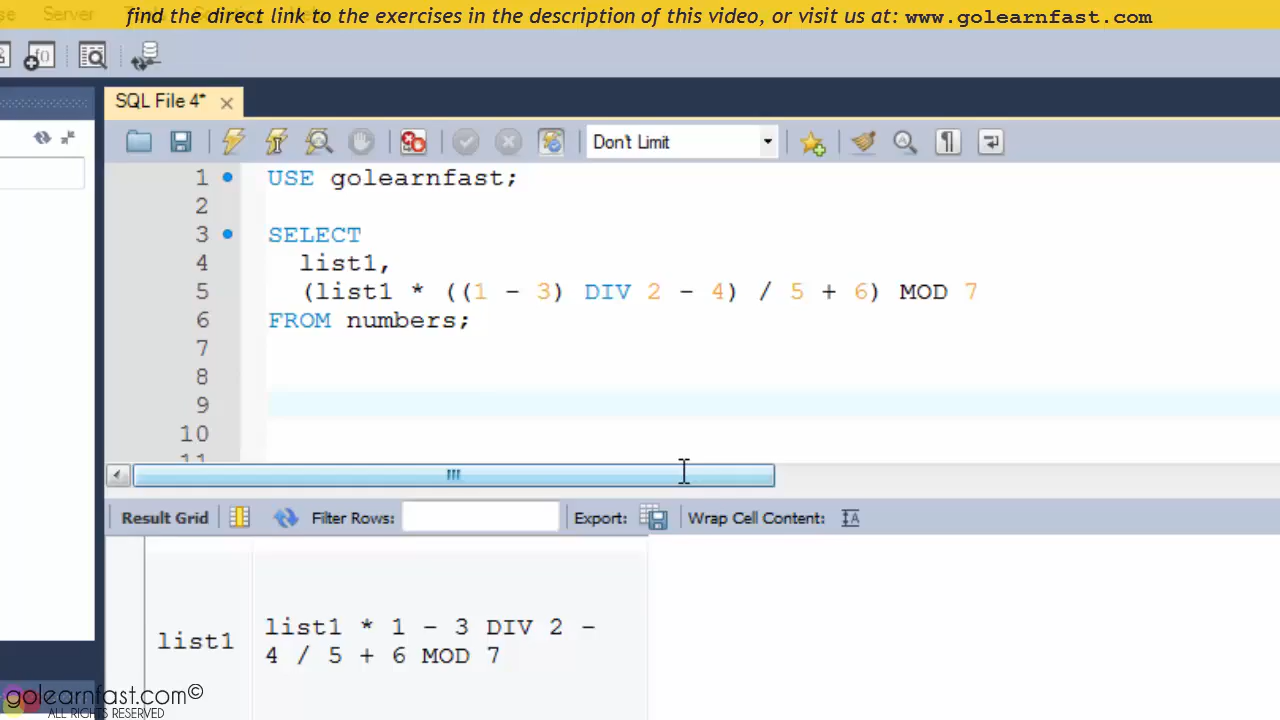 find the direct link to the exercises in the description of this video, or visit us at: www.golearnfast.com
Server
SQL File 4*
Don't Limit
1 USE golearnfast;
2
3 SELECT
4 list1,
5 (list1 * ((1 - 3) DIV 2 - 4) / 5 + 6) MOD 7
6 FROM numbers;
7
8
9
10
11
Result Grid Filter Rows: Export: Wrap Cell Content:
list1 * 1 - 3 DIV 2 -
list1
4 / 5 + 6 MOD 7
golearnfast.com©
ALL RIGHTS RESERVED